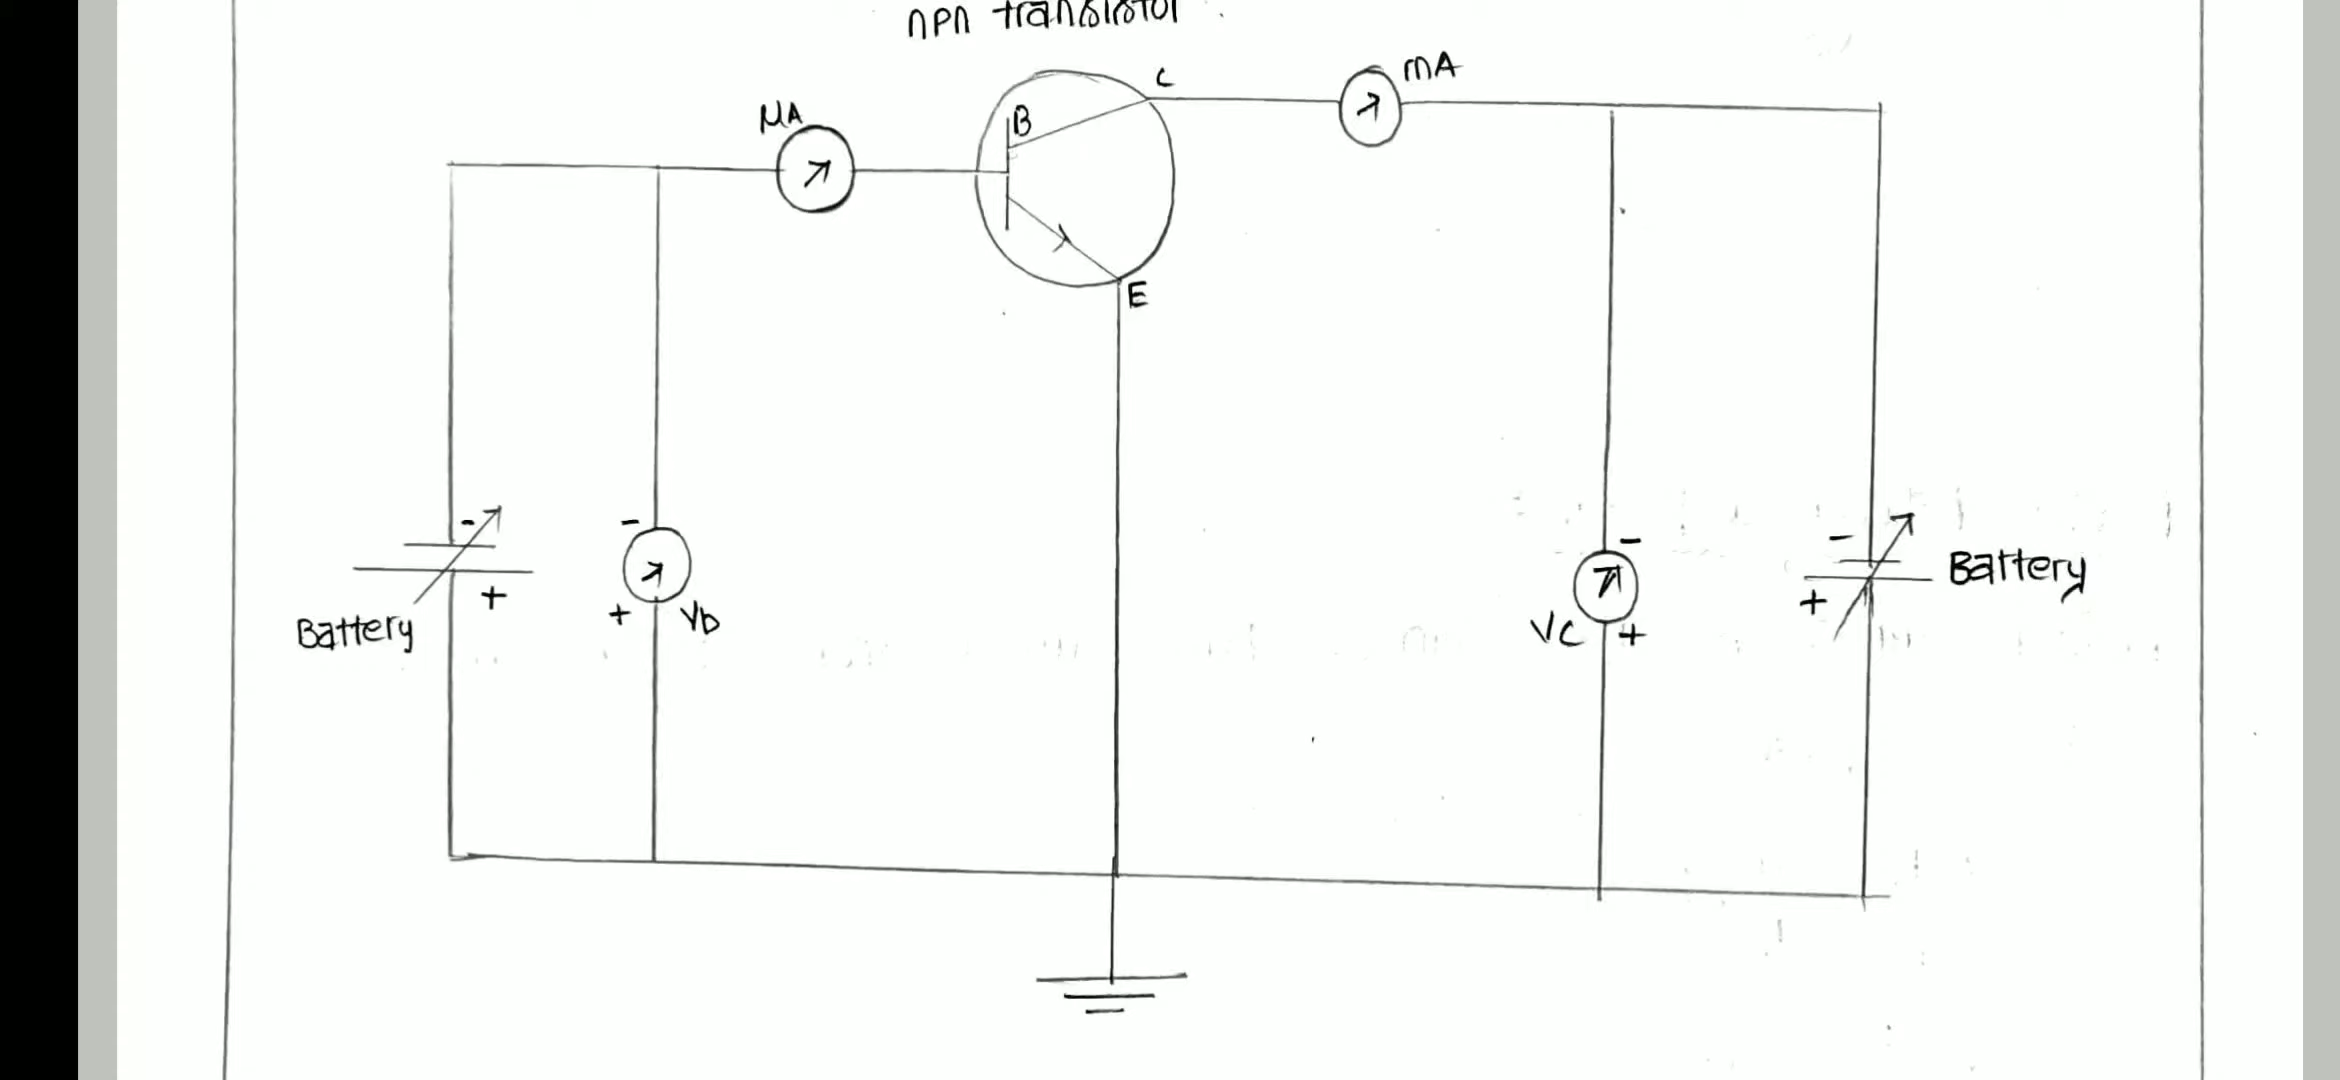 npn transistor
μA
C
mA
B
E
-
+
Battery
-
+
Vb
-
VC
+
-
+
Battery